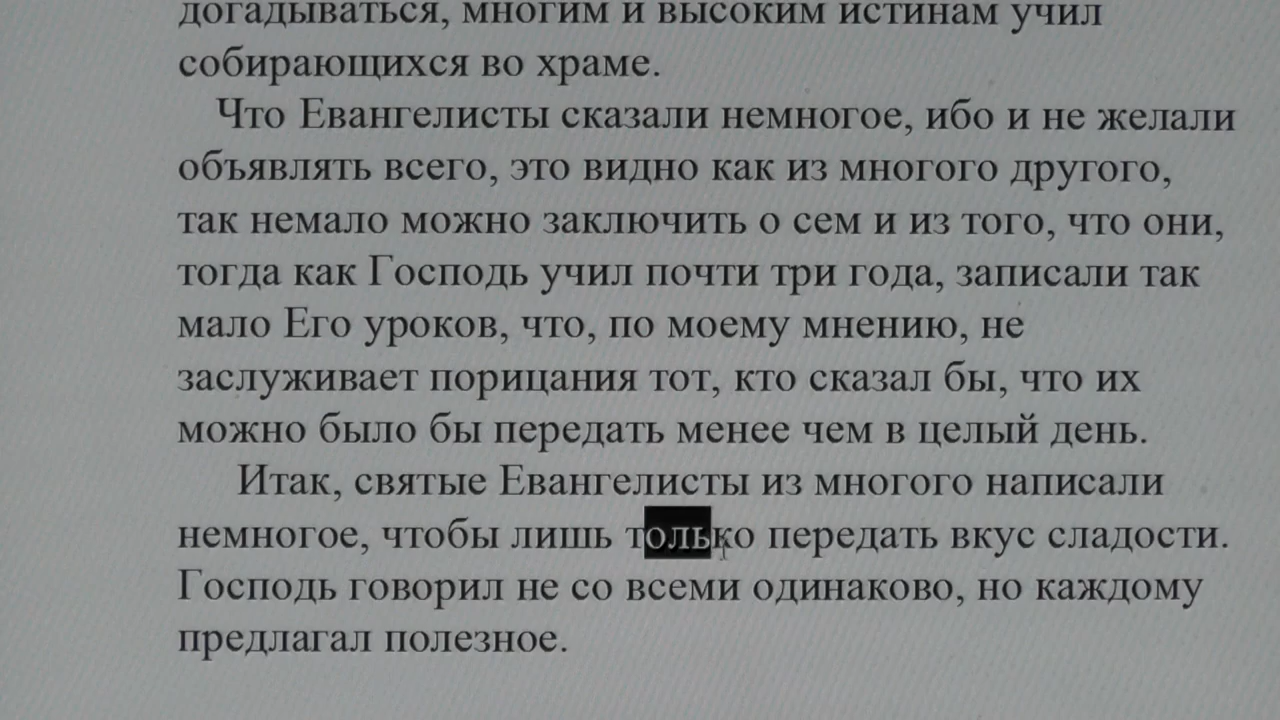 догадываться, многим и высоким истинам учил
собирающихся во храме.
Что Евангелисты сказали немногое, ибо и не желали
объявлять всего, это видно как из многого другого,
так немало можно заключить о сем и из того, что они,
тогда как Господь учил почти три года, записали так
мало Его уроков, что, по моему мнению, не
заслуживает порицания тот, кто сказал бы, что их
можно было бы передать менее чем в целый день.
Итак, святые Евангелисты из многого написали
немногое, чтобы лишь только передать вкус сладости.
Господь говорил не со всеми одинаково, но каждому
предлагал полезное.